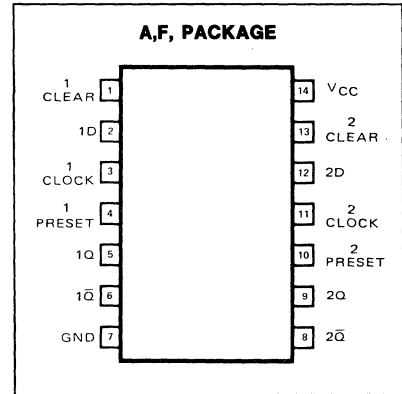 A,F, PACKAGE
1
CLEAR 1
1D 2
1
CLOCK 3
1
PRESET 4
1Q 5
1Q̅ 6
GND 7
14 VCC
2
13 CLEAR
12 2D
2
11 CLOCK
2
10 PRESET
9 2Q
8 2Q̅